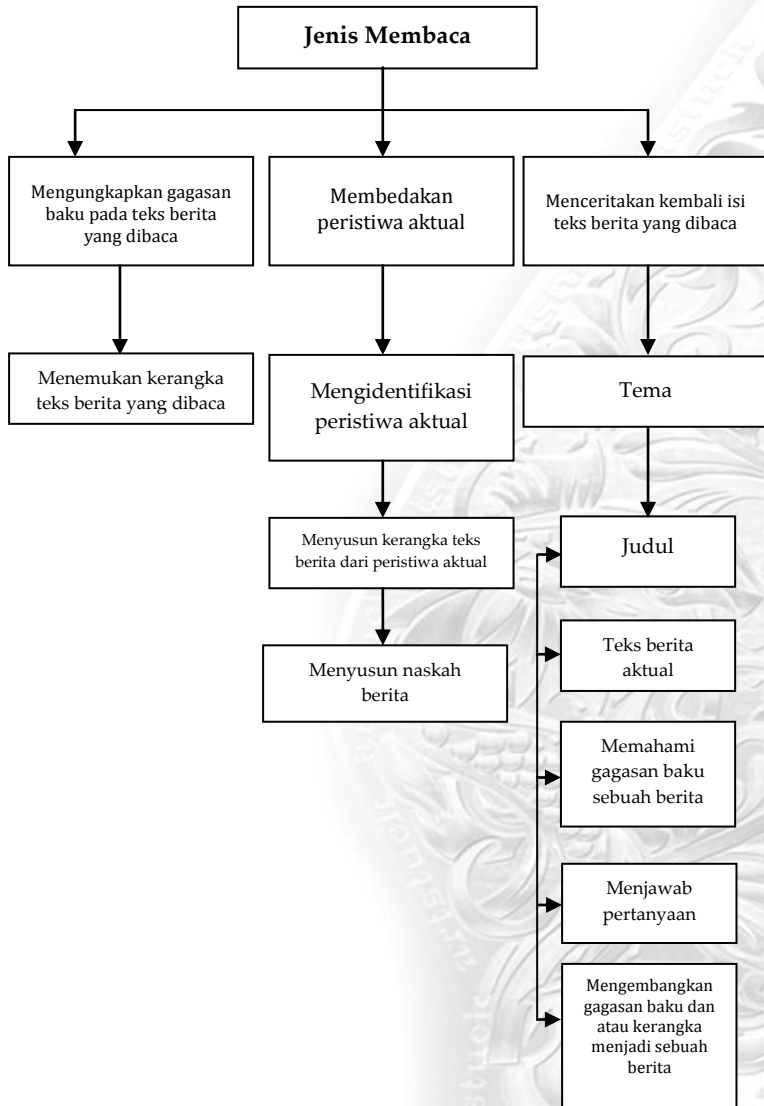 Jenis Membaca
Mengungkapkan gagasan
baku pada teks berita
yang dibaca
Membedakan
peristiwa aktual
Menceritakan kembali isi
teks berita yang dibaca
Menemukan kerangka
teks berita yang dibaca
Mengidentifikasi
peristiwa aktual
Tema
Menyusun kerangka teks
berita dari peristiwa aktual
Judul
Menyusun naskah
berita
Teks berita
aktual
Memahami
gagasan baku
sebuah berita
Menjawab
pertanyaan
Mengembangkan
gagasan baku dan
atau kerangka
menjadi sebuah
berita